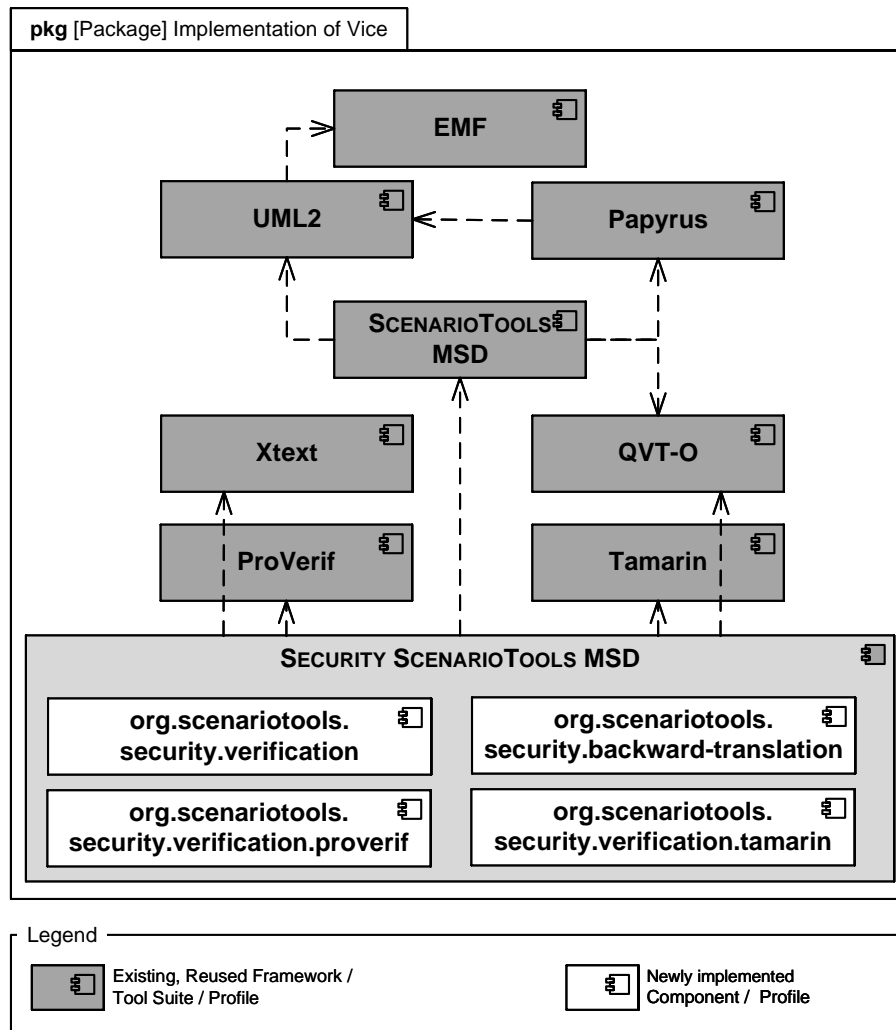 pkg [Package] Implementation of Vice
EMF
UML2
Papyrus
SCENARIOTOOLS
MSD
Xtext
QVT-O
ProVerif
Tamarin
SECURITY SCENARIOTOOLS MSD
org.scenariotools.
security.verification
org.scenariotools.
security.backward-translation
org.scenariotools.
security.verification.proverif
org.scenariotools.
security.verification.tamarin
Legend
Existing, Reused Framework /
Tool Suite / Profile
Newly implemented
Component / Profile